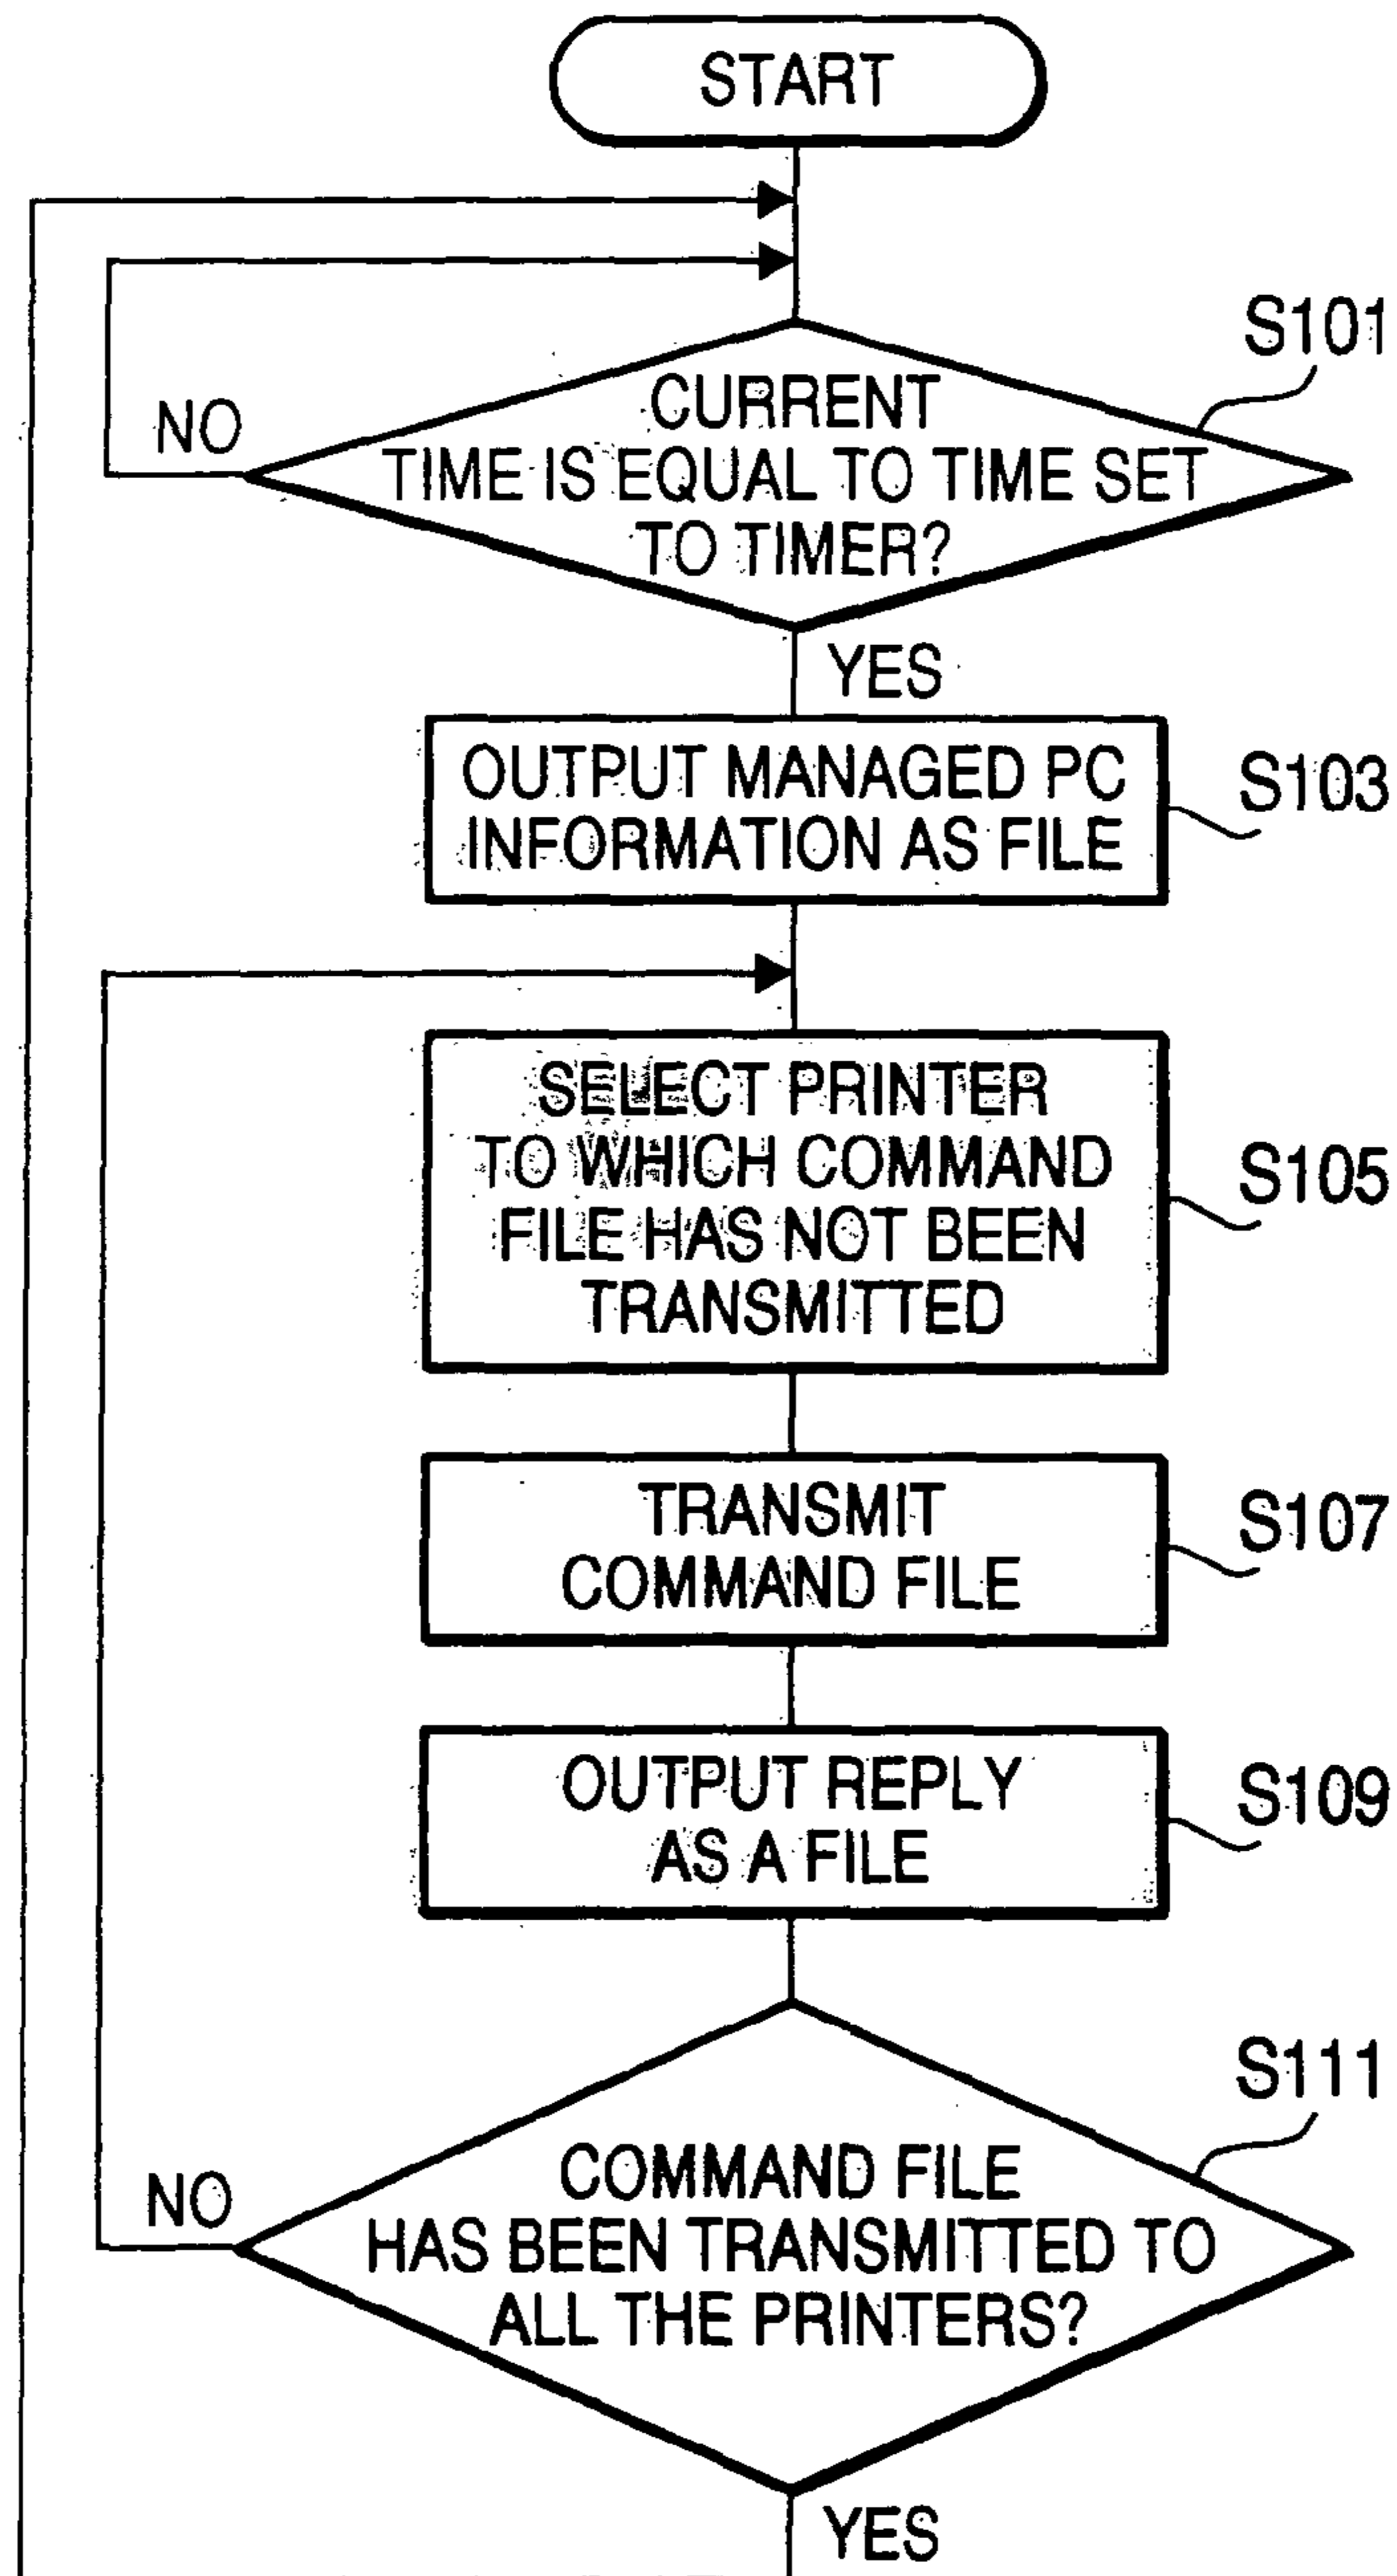 START
S101
CURRENT
TIME IS EQUAL TO TIME SET
TO TIMER?
NO
YES
OUTPUT MANAGED PC
INFORMATION AS FILE
S103
SELECT PRINTER
TO WHICH COMMAND
FILE HAS NOT BEEN
TRANSMITTED
S105
TRANSMIT
COMMAND FILE
S107
OUTPUT REPLY
AS A FILE
S109
S111
COMMAND FILE
HAS BEEN TRANSMITTED TO
ALL THE PRINTERS?
NO
YES